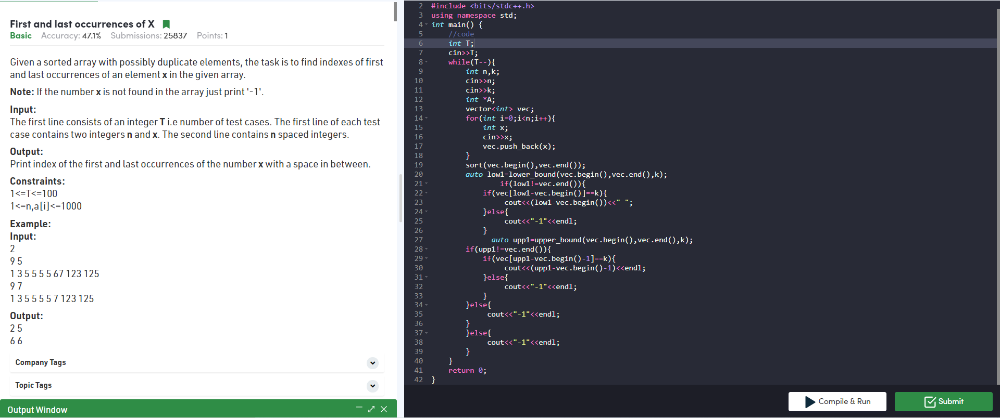 First and last occurrences of X
Basic Accuracy: 47.1% Submissions: 25837 Points: 1
Given a sorted array with possibly duplicate elements, the task is to find indexes of first
and last occurrences of an element x in the given array.
Note: If the number x is not found in the array just print '-1'.
Input:
The first line consists of an integer T i.e number of test cases. The first line of each test
case contains two integers n and x. The second line contains n spaced integers.
Output:
Print index of the first and last occurrences of the number x with a space in between.
Constraints:
1<=T<=100
1<=n,a[i]<=1000
Example:
Input:
2
9 5
1 3 5 5 5 5 67 123 125
9 7
1 3 5 5 5 5 7 123 125
Output:
2 5
6 6
Company Tags
Topic Tags
Output Window
2 #include <bits/stdc++.h>
3 using namespace std;
4 int main() {
5 //code
6 int T;
7 cin>>T;
8 while(T--){
9 int n,k;
10 cin>>n;
11 cin>>k;
12 int *A;
13 vector<int> vec;
14 for(int i=0;i<n;i++){
15 int x;
16 cin>>x;
17 vec.push_back(x);
18 }
19 sort(vec.begin(),vec.end());
20 auto low1=lower_bound(vec.begin(),vec.end(),k);
21 if(low1!=vec.end()){
22 if(vec[low1-vec.begin()]==k){
23 cout<<(low1-vec.begin())<<" ";
24 }else{
25 cout<<"-1"<<endl;
26 }
27 auto upp1=upper_bound(vec.begin(),vec.end(),k);
28 if(upp1!=vec.end()){
29 if(vec[upp1-vec.begin()-1]==k){
30 cout<<(upp1-vec.begin()-1)<<endl;
31 }else{
32 cout<<"-1"<<endl;
33 }
34 }else{
35 cout<<"-1"<<endl;
36 }
37 }else{
38 cout<<"-1"<<endl;
39 }
40 }
41 return 0;
42 }
Compile & Run
Submit